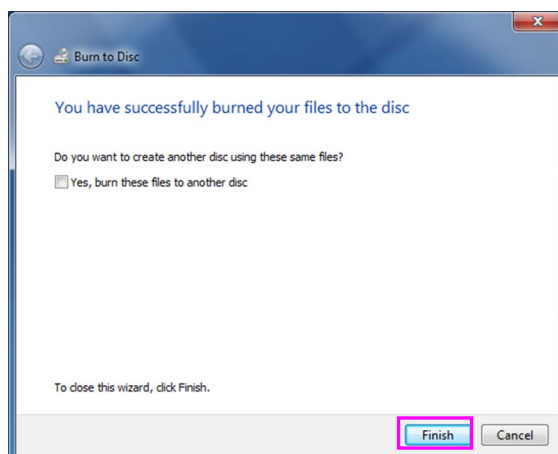 Burn to Disc
You have successfully burned your files to the disc
Do you want to create another disc using these same files?
Yes, burn these files to another disc
To close this wizard, click Finish.
Finish Cancel